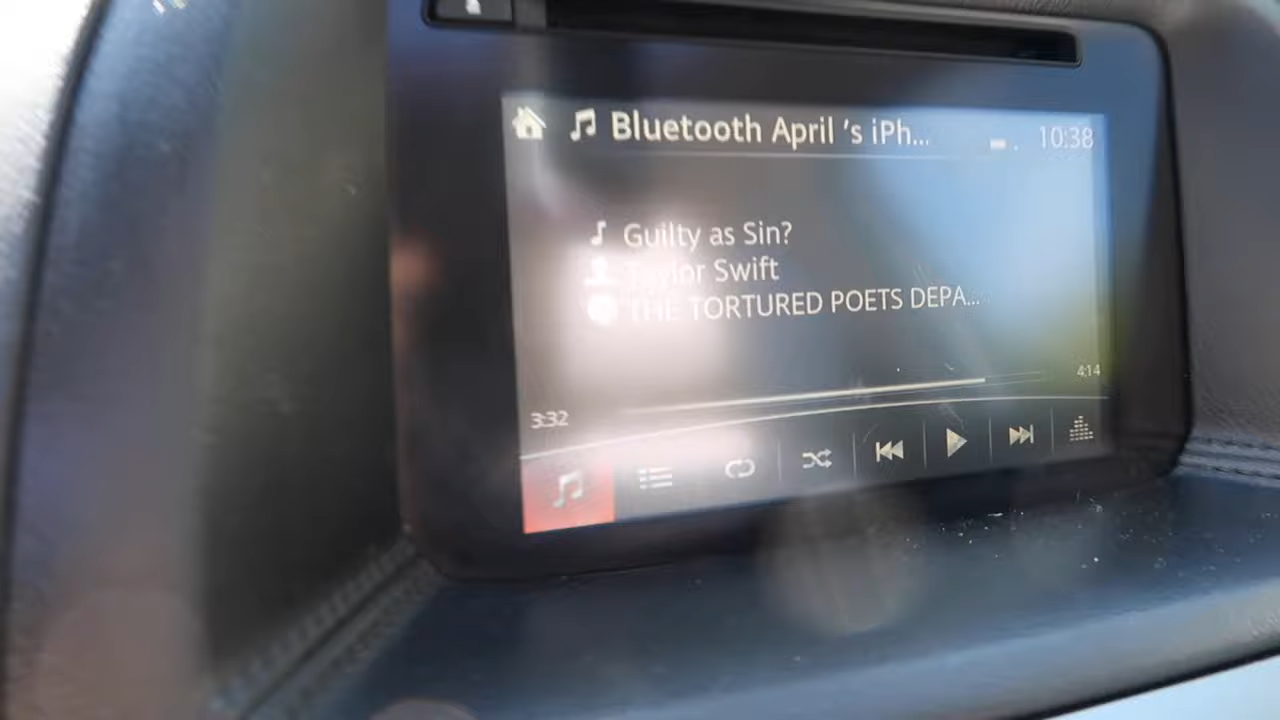 Bluetooth April 's iPh... 10:38
Guilty as Sin?
Taylor Swift
THE TORTURED POETS DEPA...
4:14
3:32